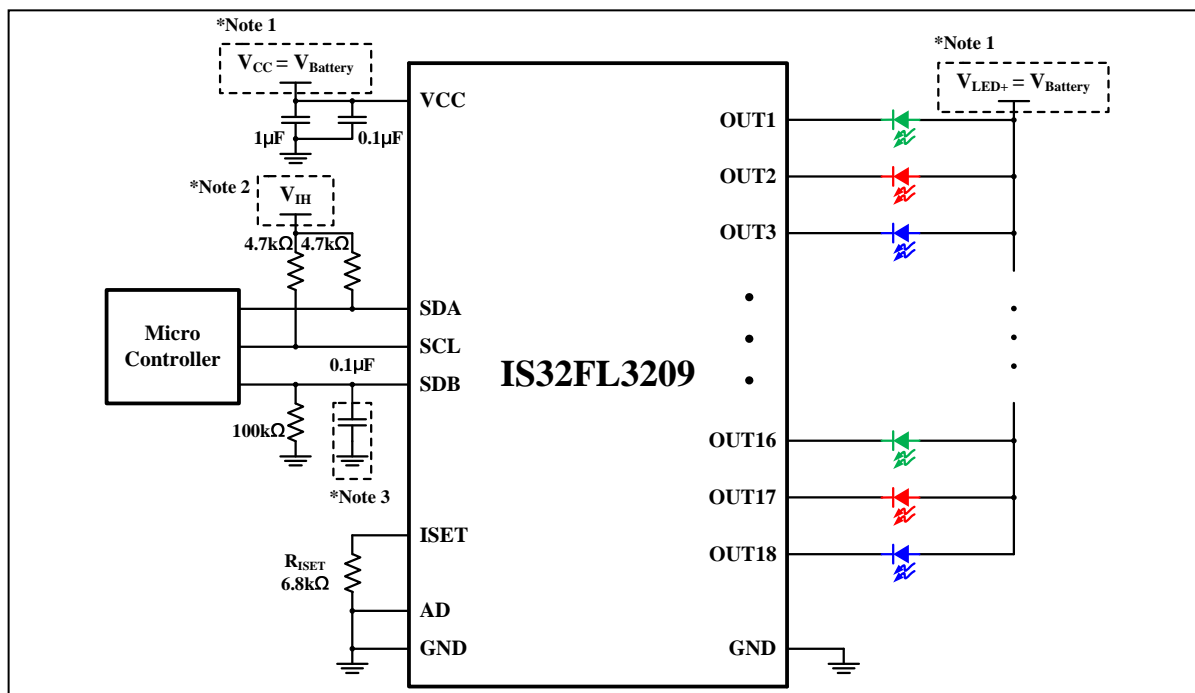 *Note 1
VCC = VBattery
1μF
0.1μF
*Note 2
VIH
4.7kΩ 4.7kΩ
Micro
Controller
0.1μF
100kΩ
*Note 3
RISET
6.8kΩ
VCC
SDA
SCL
SDB
ISET
AD
GND
IS32FL3209
OUT1
OUT2
OUT3
OUT16
OUT17
OUT18
GND
*Note 1
VLED+ = VBattery